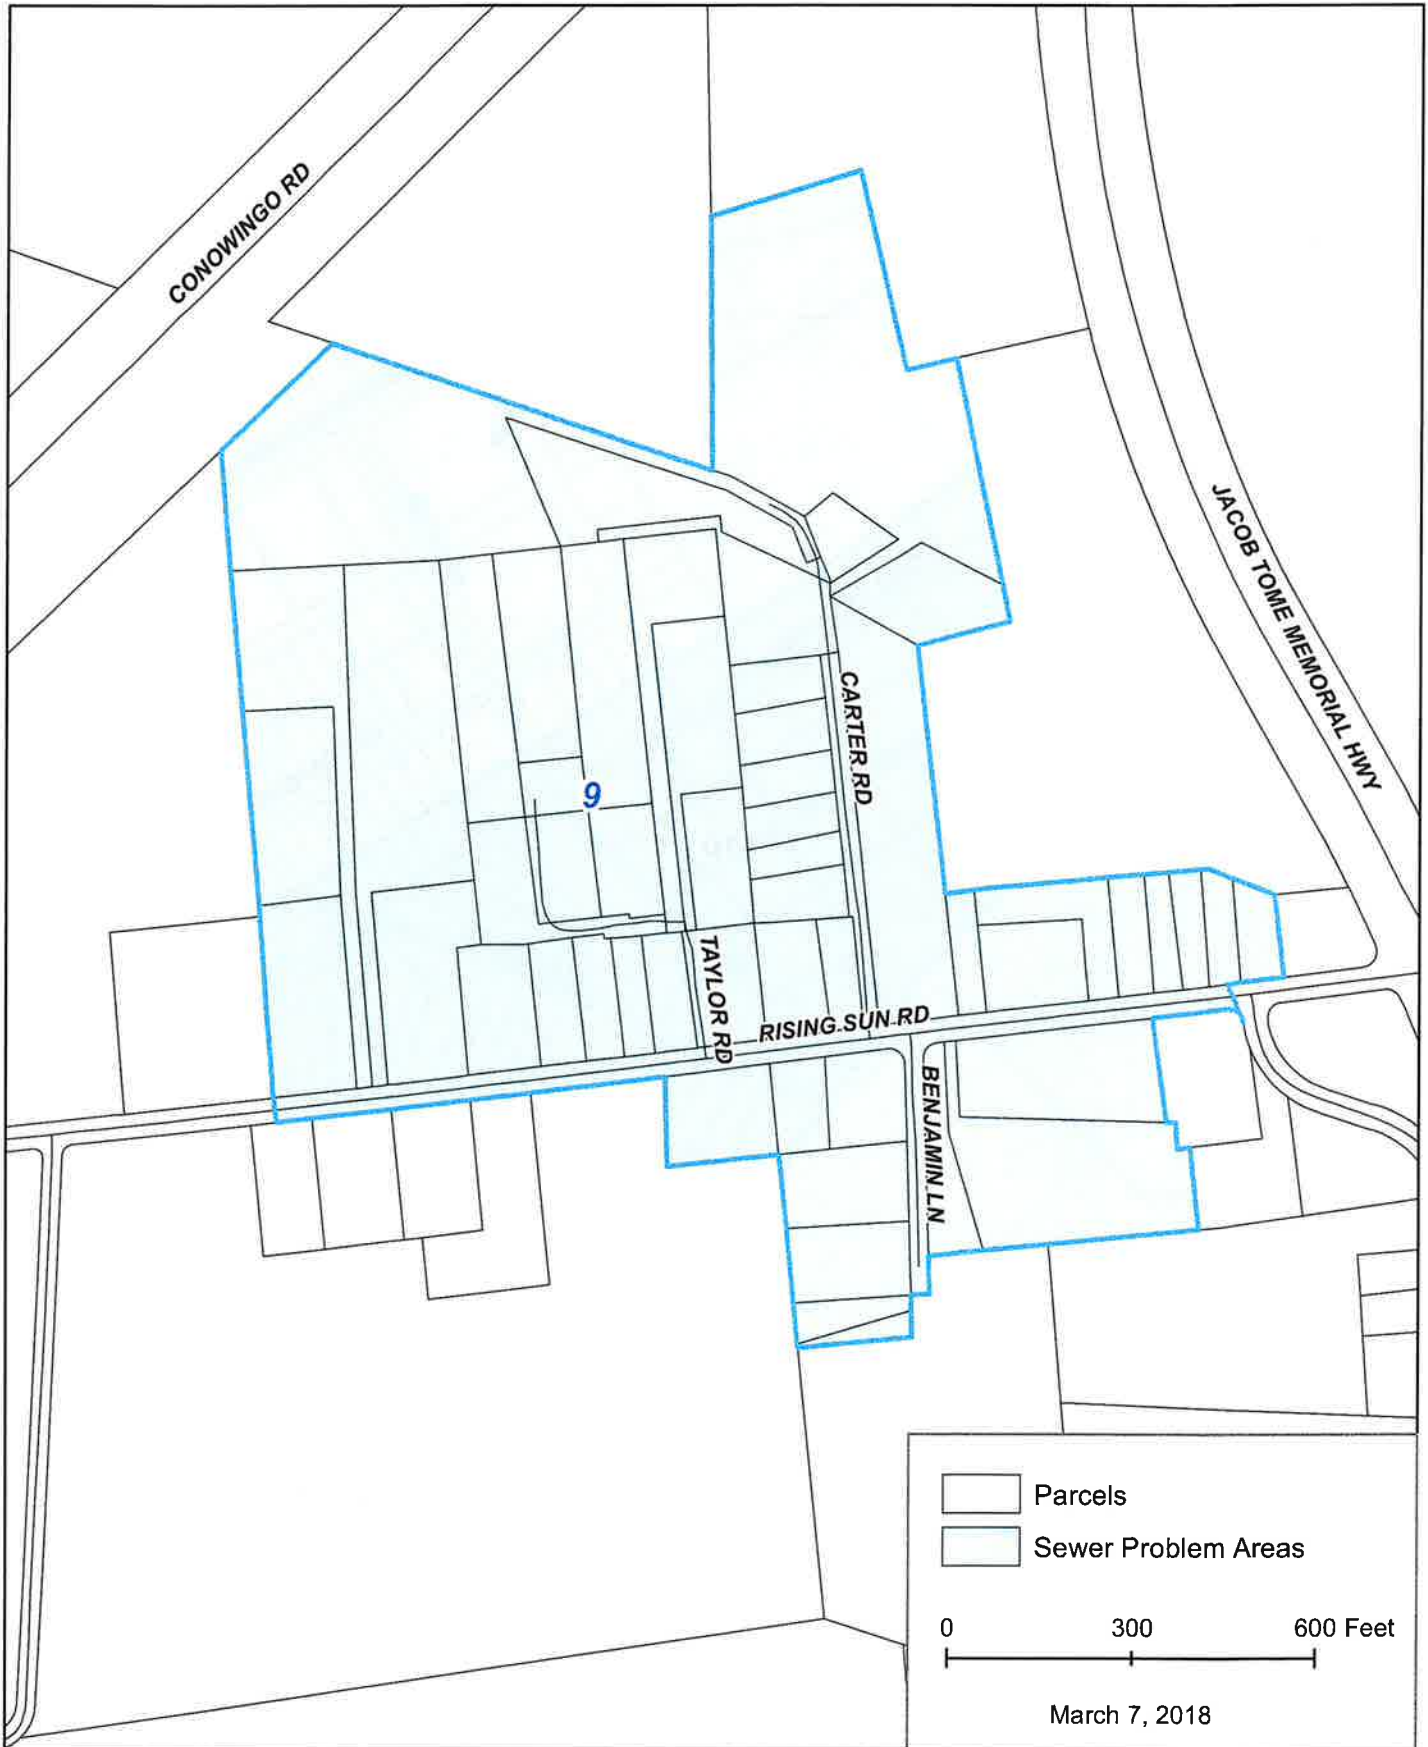 CONOWINGO RD
JACOB TOME MEMORIAL HWY
CARTER RD
9
TAYLOR RD
RISING SUN RD
BENJAMIN LN
Parcels
Sewer Problem Areas
0 300 600 Feet
March 7, 2018